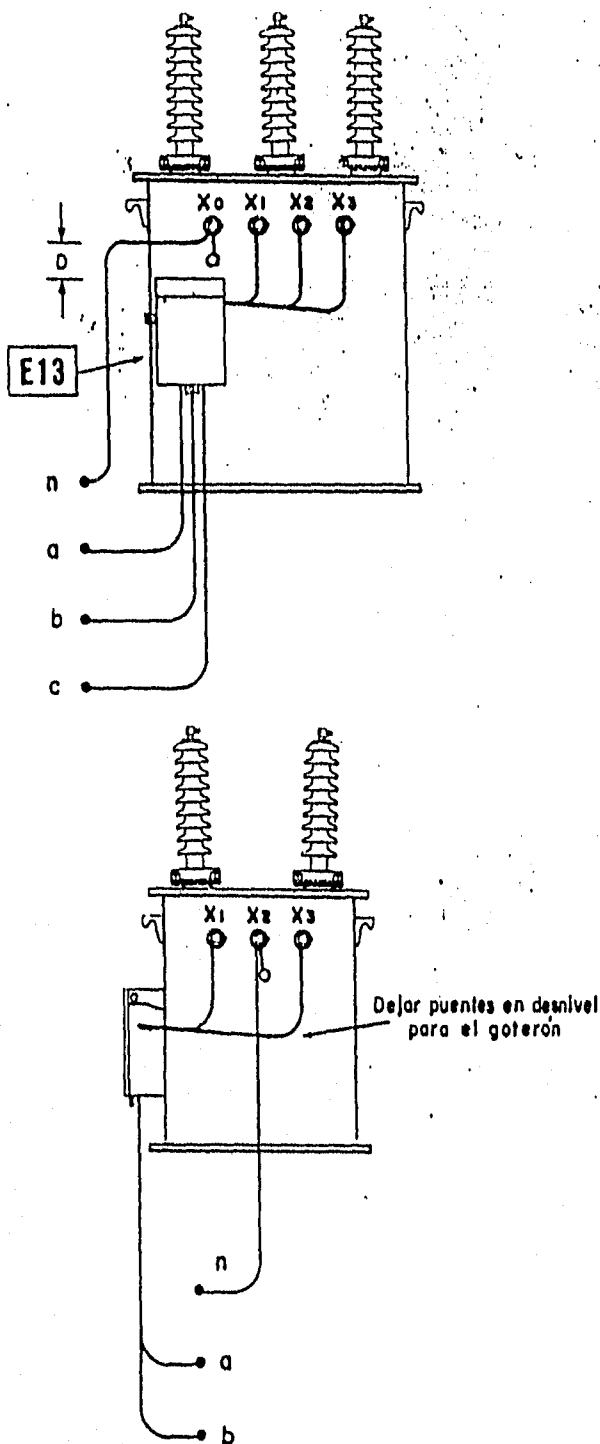 X0 X1 X2 X3
D
E13
n
a
b
c
X1 X2 X3
Dejar puentes en desnivel
para el goterón
n
a
b